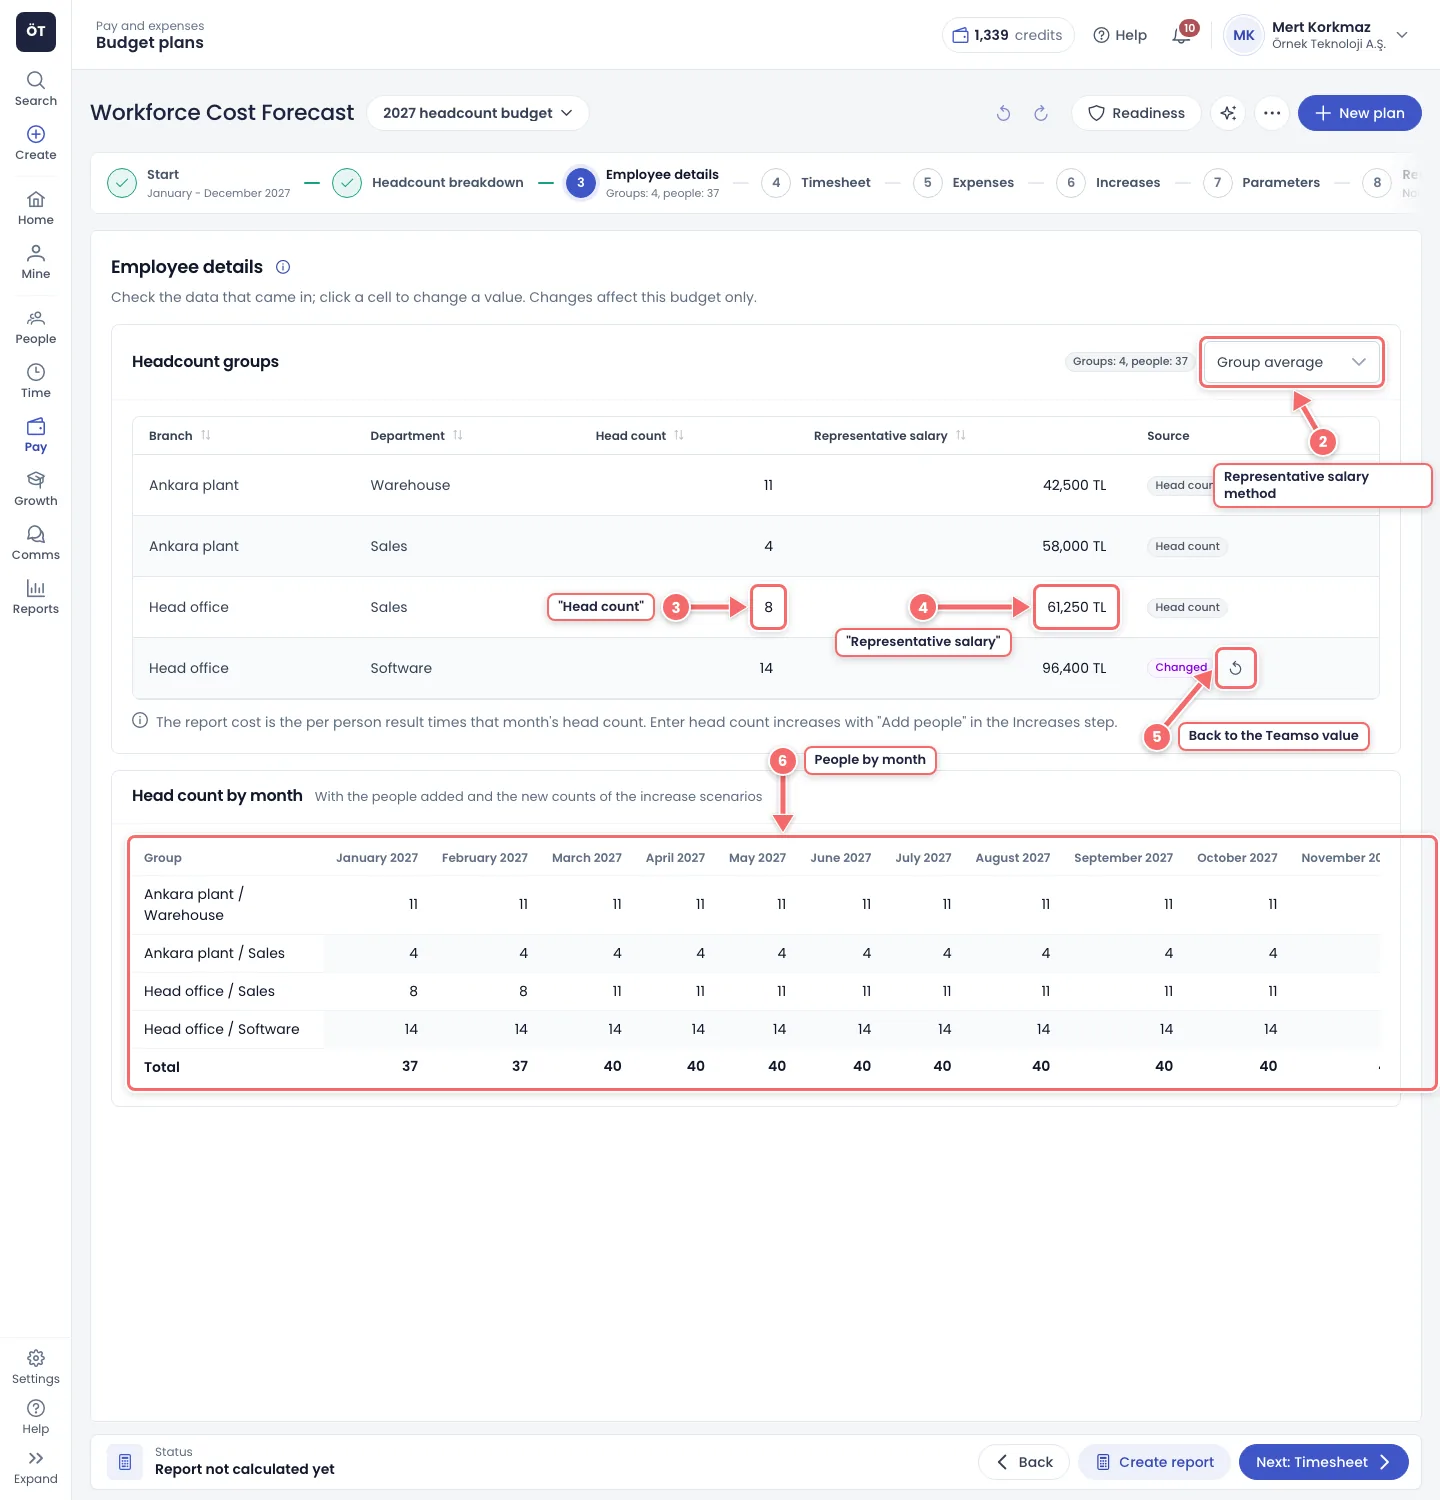 ÖT
Search
Create
Home
Mine
People
Time
Pay
Growth
Comms
Reports
Settings
Help
Expand
Pay and expenses
Budget plans
1,339 credits
Help
10
MK
Mert Korkmaz
Örnek Teknoloji A.Ş.
Workforce Cost Forecast
2027 headcount budget
Readiness
New plan
Start
January - December 2027
Headcount breakdown
3
Employee details
Groups: 4, people: 37
4 Timesheet
5 Expenses
6 Increases
7 Parameters
8
Employee details
Check the data that came in; click a cell to change a value. Changes affect this budget only.
Headcount groups
Groups: 4, people: 37
Group average
2
Representative salary
method
Branch Department Head count Representative salary Source
Ankara plant Warehouse 11 42,500 TL Head
Ankara plant Sales 4 58,000 TL Head count
Head office Sales "Head count" 3 8 4 61,250 TL Head count
"Representative salary"
Head office Software 14 96,400 TL Changed
The report cost is the per person result times that month's head count. Enter head count increases with "Add people" in the Increases step.
5 Back to the Teamso value
6 People by month
Head count by month With the people added and the new counts of the increase scenarios
Group January 2027 February 2027 March 2027 April 2027 May 2027 June 2027 July 2027 August 2027 September 2027 October 2027 November
Ankara plant /
Warehouse 11 11 11 11 11 11 11 11 11 11
Ankara plant / Sales 4 4 4 4 4 4 4 4 4 4
Head office / Sales 8 8 11 11 11 11 11 11 11 11
Head office / Software 14 14 14 14 14 14 14 14 14 14
Total 37 37 40 40 40 40 40 40 40 40
Status
Report not calculated yet
Back
Create report
Next: Timesheet